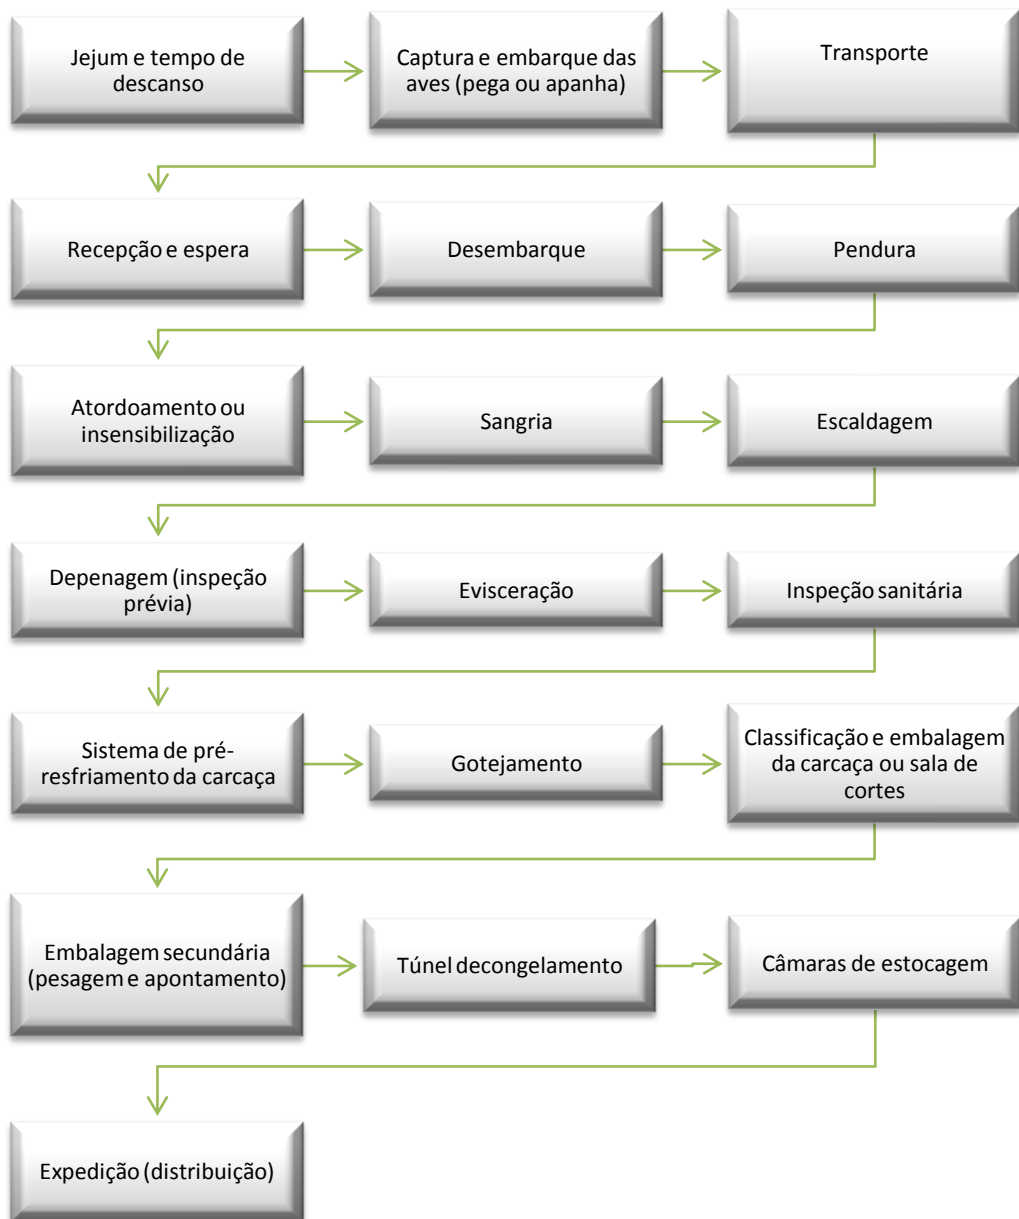 Jejum e tempo de
descanso
Captura e embarque das
aves (pega ou apanha)
Transporte
Recepção e espera
Desembarque
Pendura
Atordoamento ou
insensibilização
Sangria
Escaldagem
Depenagem (inspeção
prévia)
Evisceração
Inspeção sanitária
Sistema de pré-
resfriamento da carcaça
Gotejamento
Classificação e embalagem
da carcaça ou sala de
cortes
Embalagem secundária
(pesagem e apontamento)
Túnel decongelamento
Câmaras de estocagem
Expedição (distribuição)